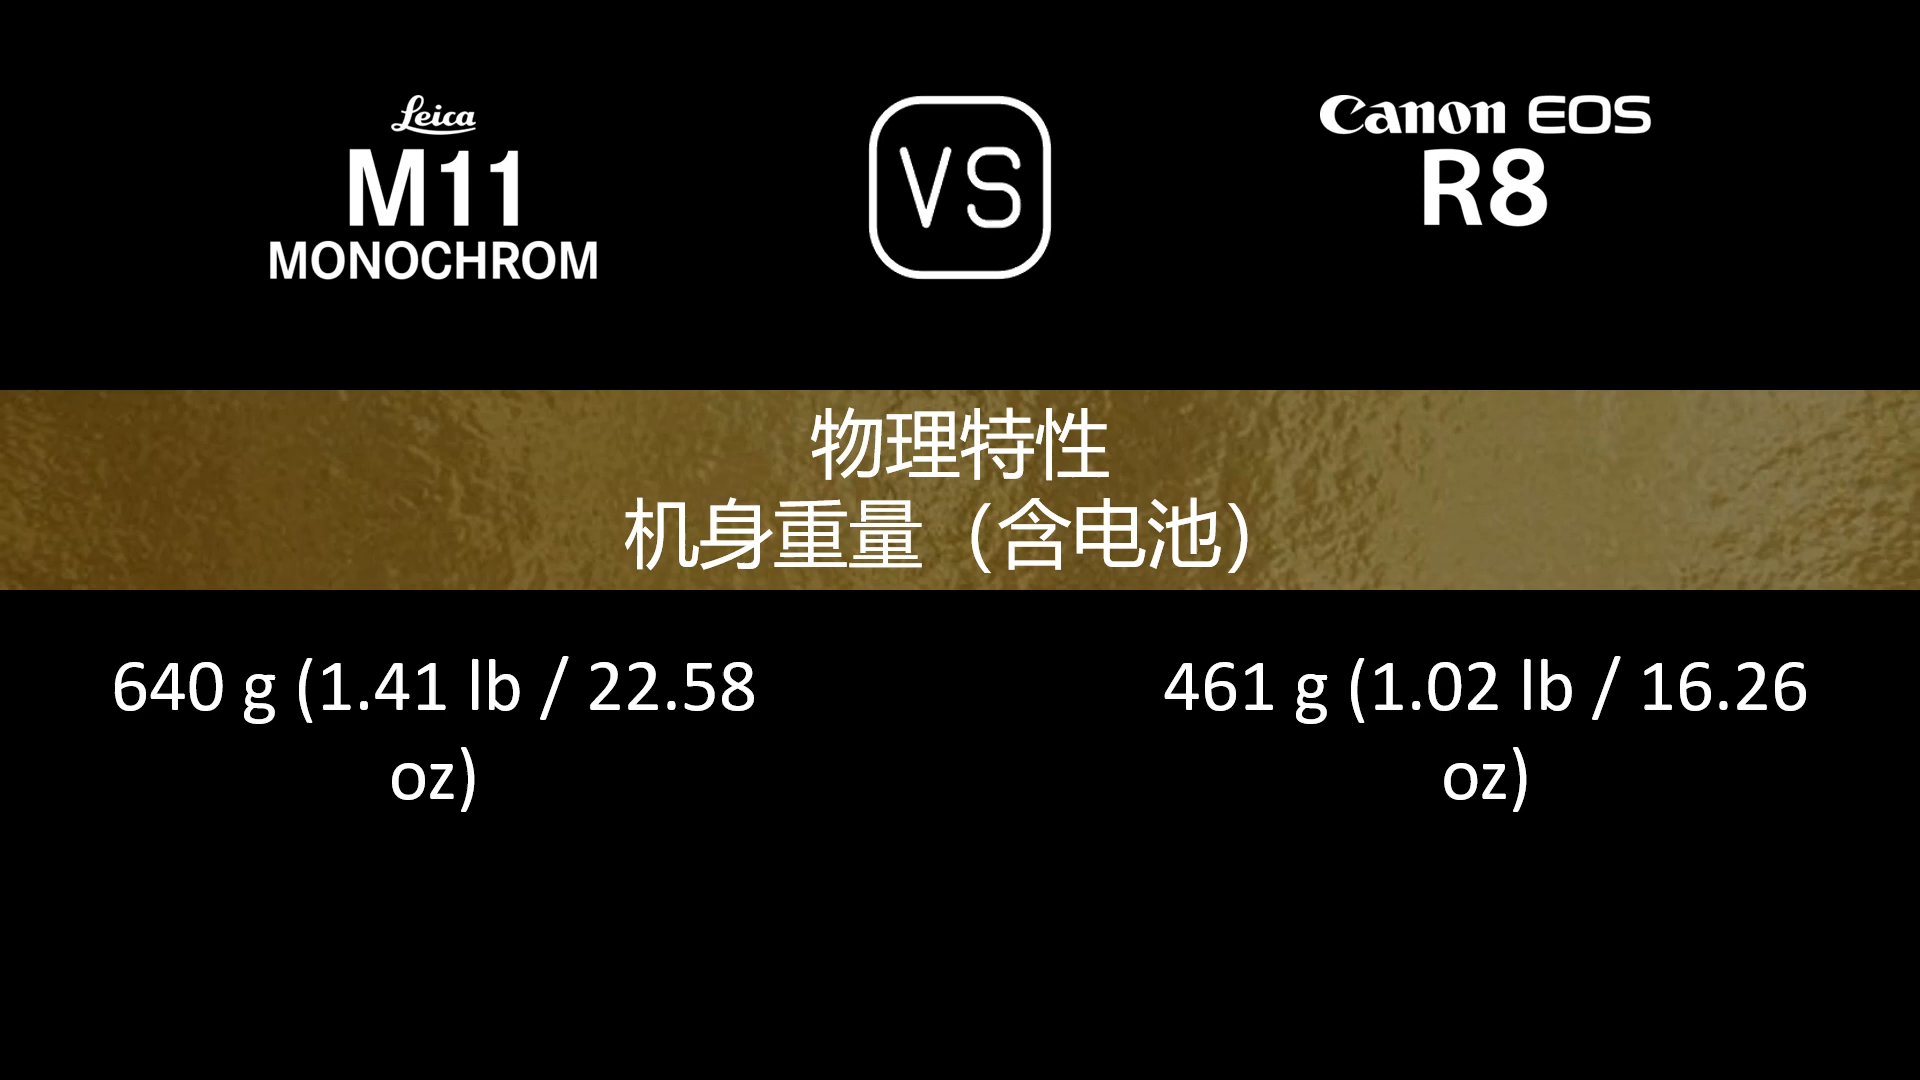 Leica
M11
MONOCHROM
VS
Canon EOS
R8
物理特性
机身重量（含电池）
640 g (1.41 lb / 22.58
oz)
461 g (1.02 lb / 16.26
oz)